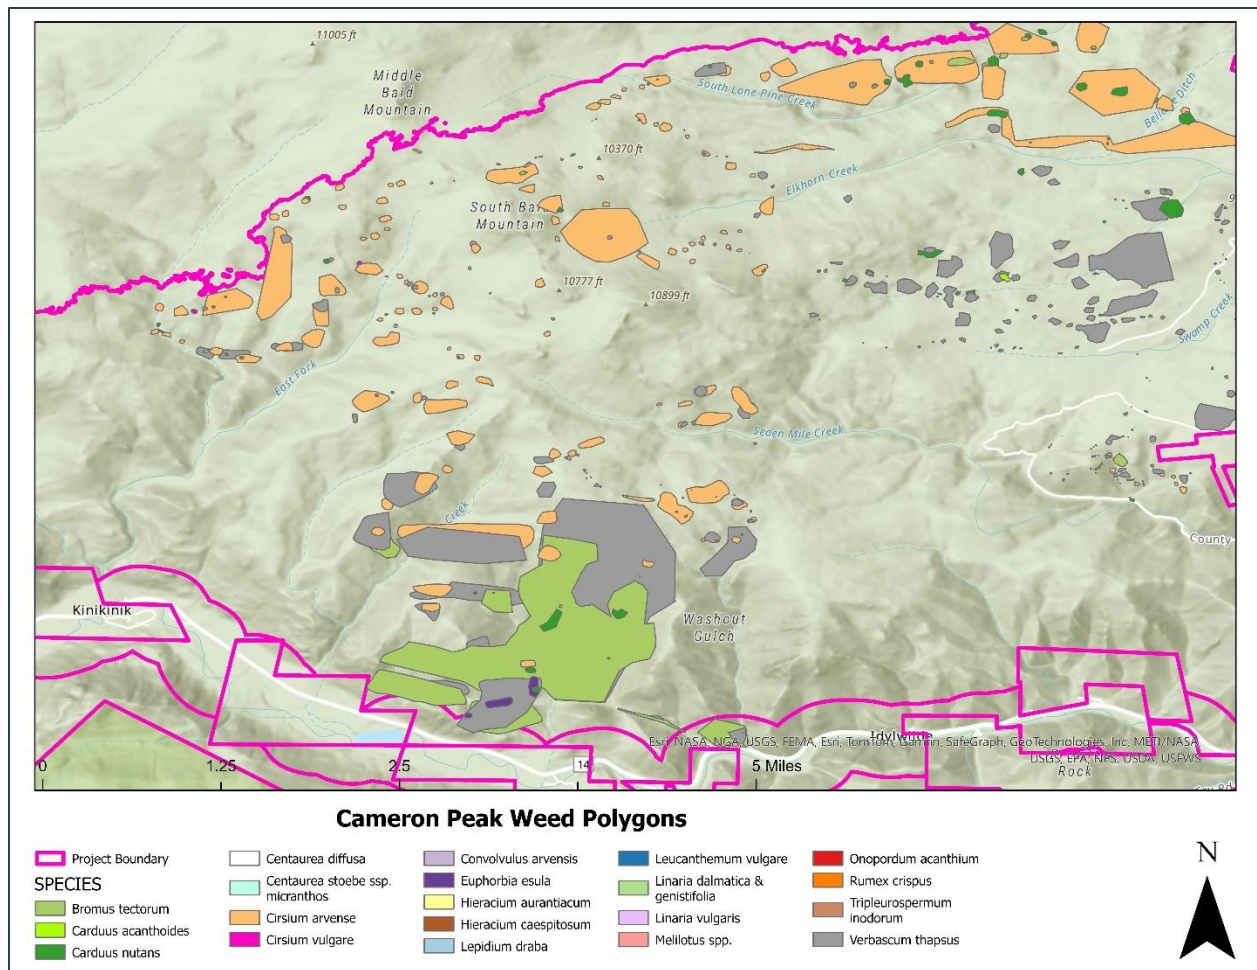 11005 ft
Middle
Bald
Mountain
South Lone Pine Creek
10370 ft
Elkhorn Creek
South Bald
Mountain
10777 ft
10899 ft
Swamp Creek
East Fork
Seven Mile Creek
Creek
County
Kinikinik
Washout
Gulch
Idylwilde
Esri, NASA, NGA, USGS, FEMA, Esri, TomTom, Garmin, SafeGraph, GeoTechnologies, Inc, METI/NASA
USGS, EPA, NPS, USDA, USFWS
Rock
0
1.25
2.5
14
5 Miles
Cameron Peak Weed Polygons
Project Boundary
SPECIES
Bromus tectorum
Carduus acanthoides
Carduus nutans
Centaurea diffusa
Centaurea stoebe ssp.
micranthos
Cirsium arvense
Cirsium vulgare
Convolvulus arvensis
Euphorbia esula
Hieracium aurantiacum
Hieracium caespitosum
Lepidium draba
Leucanthemum vulgare
Linaria dalmatica &
genistifolia
Linaria vulgaris
Melilotus spp.
Onopordum acanthium
Rumex crispus
Tripleurospermum
inodorum
Verbascum thapsus
N